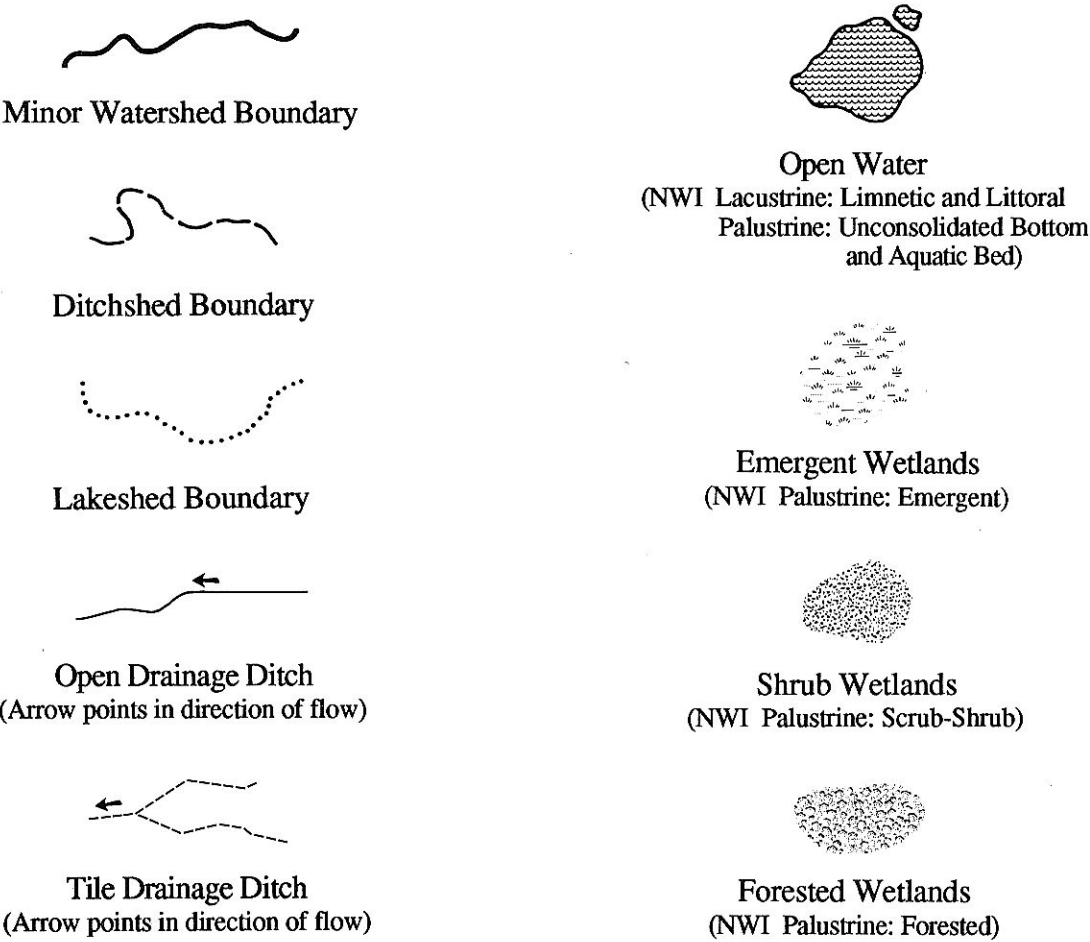 Minor Watershed Boundary
Ditchshed Boundary
Lakeshed Boundary
Open Drainage Ditch
(Arrow points in direction of flow)
Tile Drainage Ditch
(Arrow points in direction of flow)
Open Water
(NWI Lacustrine: Limnetic and Littoral
Palustrine: Unconsolidated Bottom
and Aquatic Bed)
Emergent Wetlands
(NWI Palustrine: Emergent)
Shrub Wetlands
(NWI Palustrine: Scrub-Shrub)
Forested Wetlands
(NWI Palustrine: Forested)